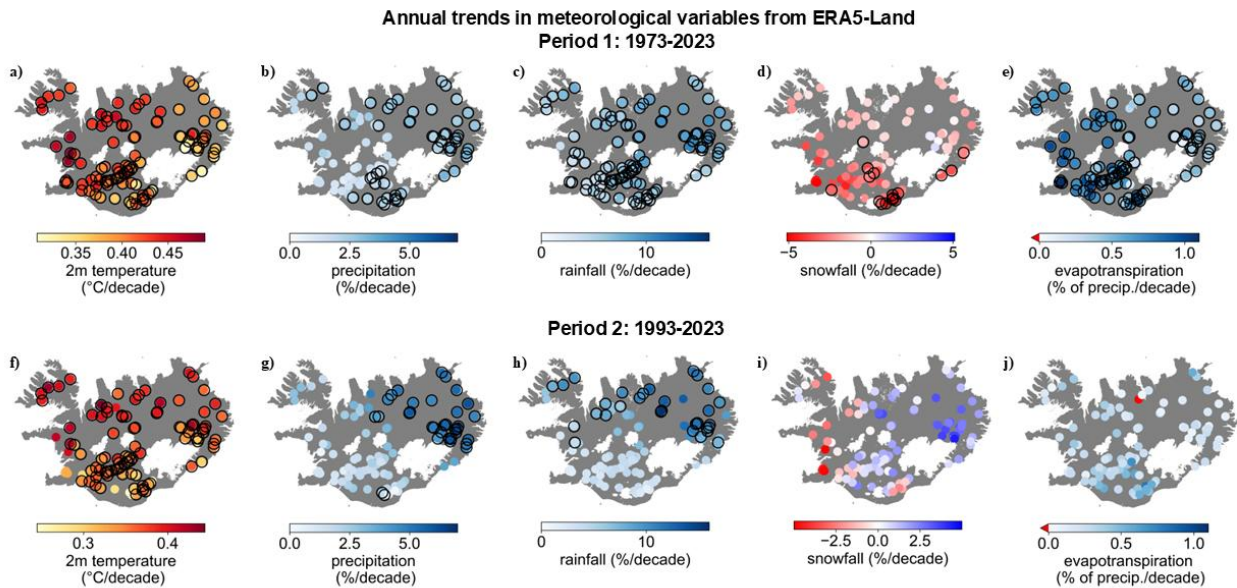 Annual trends in meteorological variables from ERA5-Land
Period 1: 1973-2023
a) b) c) d) e)
0.35 0.40 0.45
2m temperature
(°C/decade)
0.0 2.5 5.0
precipitation
(%/decade)
0 10
rainfall (%/decade)
−5 0 5
snowfall (%/decade)
0.0 0.5 1.0
evapotranspiration
(% of precip./decade)
Period 2: 1993-2023
f) g) h) i) j)
0.3 0.4
2m temperature
(°C/decade)
0.0 2.5 5.0
precipitation
(%/decade)
0 10
rainfall (%/decade)
−2.5 0.0 2.5
snowfall (%/decade)
0.0 0.5 1.0
evapotranspiration
(% of precip./decade)